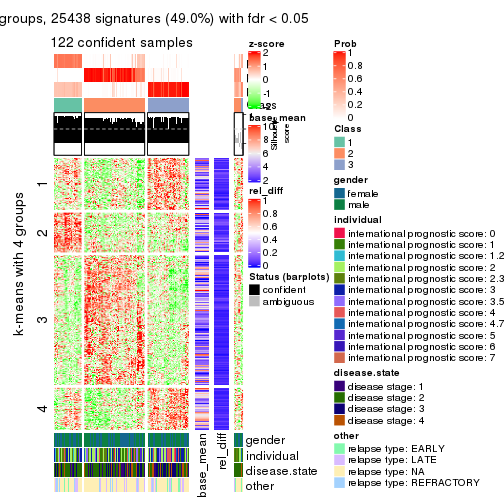 groups, 25438 signatures (49.0%) with fdr < 0.05
122 confident samples
k-means with 4 groups
1
2
3
4
1
2
3
gender
individual
disease.state
other
base_mean
rel_diff
z-score
2
1
0
-1
-2
base_mean
10
8
6
4
2
Silhouette
score
rel_diff
1
0.8
0.6
0.4
0.2
0
Status (barplots)
confident
ambiguous
Prob
1
0.8
0.6
0.4
0.2
0
Class
1
2
3
gender
female
male
individual
international prognostic score: 0
international prognostic score: 1
international prognostic score: 1.2
international prognostic score: 2
international prognostic score: 2.3
international prognostic score: 3
international prognostic score: 3.5
international prognostic score: 4
international prognostic score: 4.7
international prognostic score: 5
international prognostic score: 6
international prognostic score: 7
disease.state
disease stage: 1
disease stage: 2
disease stage: 3
disease stage: 4
other
relapse type: EARLY
relapse type: LATE
relapse type: NA
relapse type: REFRACTORY